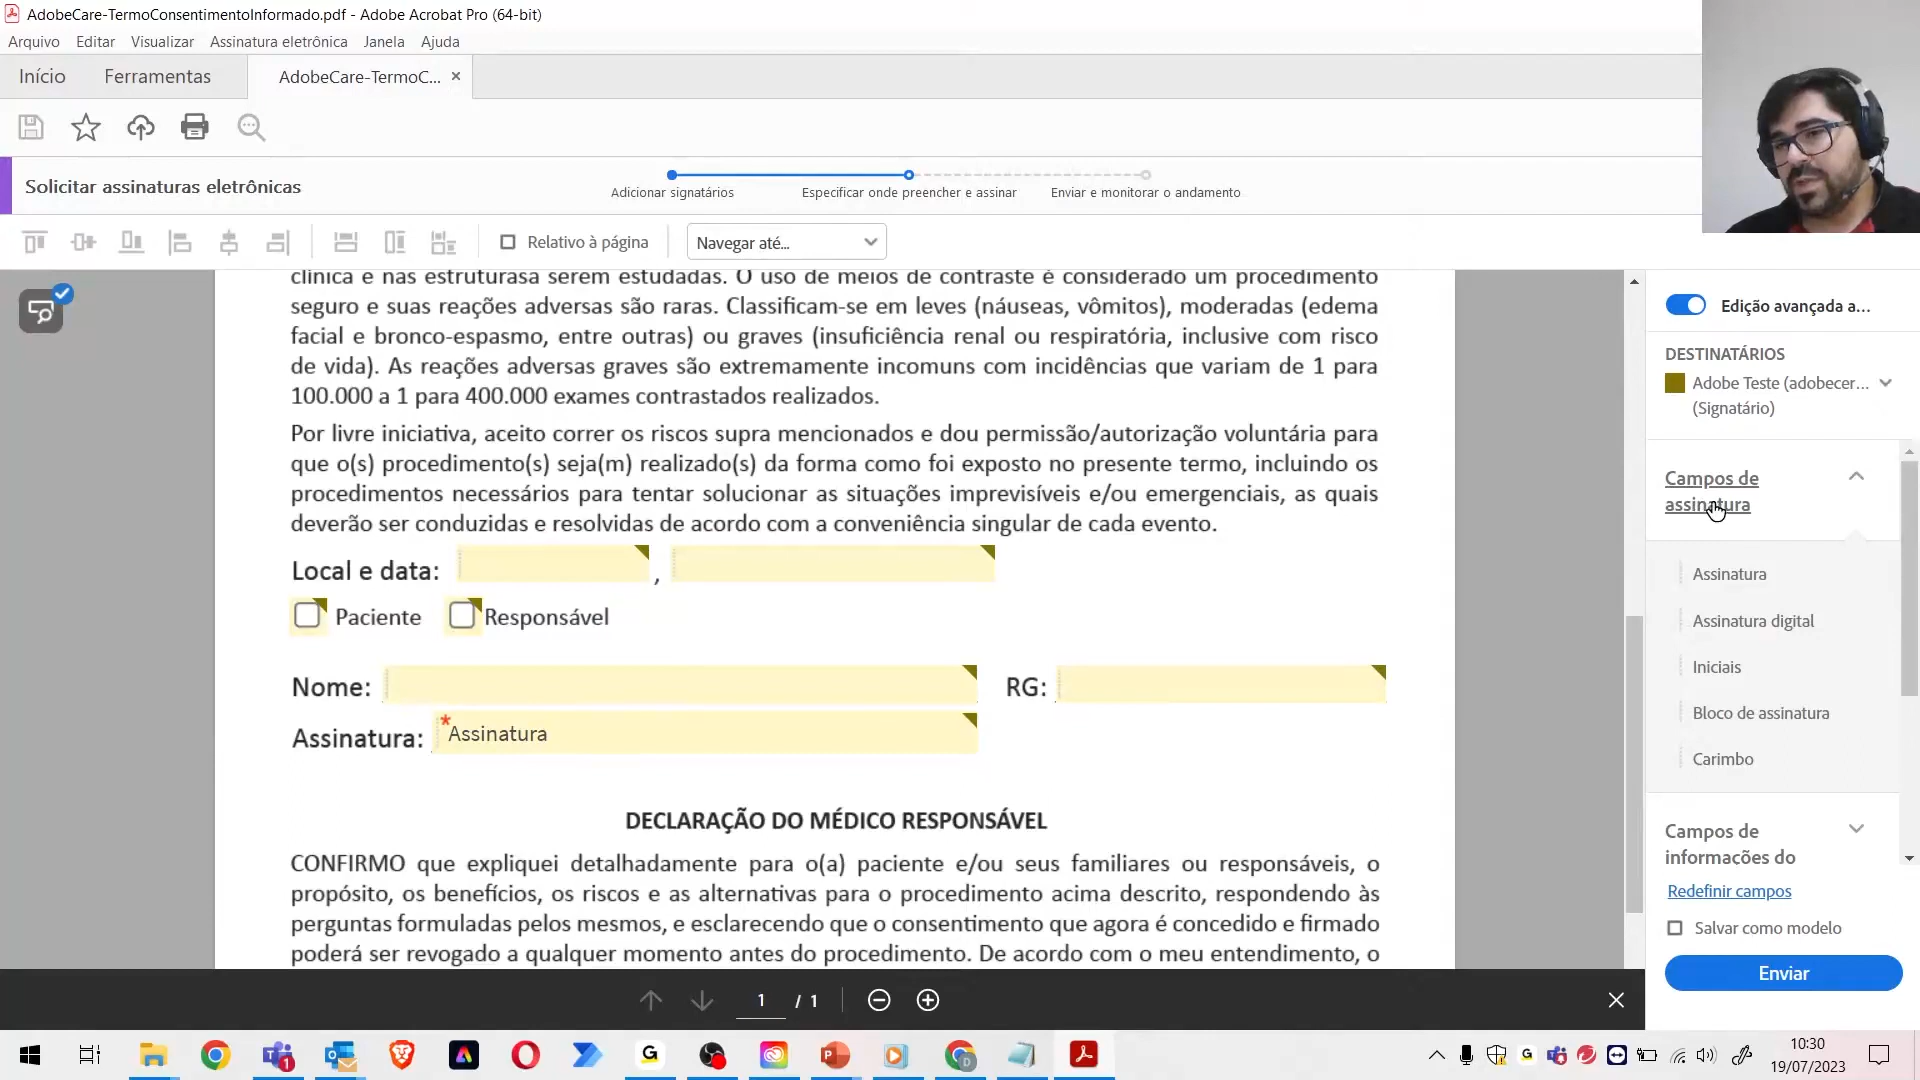 AdobeCare-TermoConsentimentoInformado.pdf - Adobe Acrobat Pro (64-bit)
Arquivo Editar Visualizar Assinatura eletrônica Janela Ajuda
Início Ferramentas AdobeCare-TermoC... ×
Solicitar assinaturas eletrônicas
Adicionar signatários Especificar onde preencher e assinar Enviar e monitorar o andamento
Relativo à página Navegar até...
clínica e nas estruturasa serem estudadas. O uso de meios de contraste é considerado um procedimento
seguro e suas reações adversas são raras. Classificam-se em leves (náuseas, vômitos), moderadas (edema
facial e bronco-espasmo, entre outras) ou graves (insuficiência renal ou respiratória, inclusive com risco
de vida). As reações adversas graves são extremamente incomuns com incidências que variam de 1 para
100.000 a 1 para 400.000 exames contrastados realizados.
Por livre iniciativa, aceito correr os riscos supra mencionados e dou permissão/autorização voluntária para
que o(s) procedimento(s) seja(m) realizado(s) da forma como foi exposto no presente termo, incluindo os
procedimentos necessários para tentar solucionar as situações imprevisíveis e/ou emergenciais, as quais
deverão ser conduzidas e resolvidas de acordo com a conveniência singular de cada evento.
Local e data: ,
Paciente Responsável
Nome: RG:
Assinatura: * Assinatura
DECLARAÇÃO DO MÉDICO RESPONSÁVEL
CONFIRMO que expliquei detalhadamente para o(a) paciente e/ou seus familiares ou responsáveis, o
propósito, os benefícios, os riscos e as alternativas para o procedimento acima descrito, respondendo às
perguntas formuladas pelos mesmos, e esclarecendo que o consentimento que agora é concedido e firmado
poderá ser revogado a qualquer momento antes do procedimento. De acordo com o meu entendimento, o
Edição avançada a...
DESTINATÁRIOS
Adobe Teste (adobecer...
(Signatário)
Campos de
assinatura
Assinatura
Assinatura digital
Iniciais
Bloco de assinatura
Carimbo
Campos de
informações do
Redefinir campos
Salvar como modelo
Enviar
1 / 1
10:30
19/07/2023